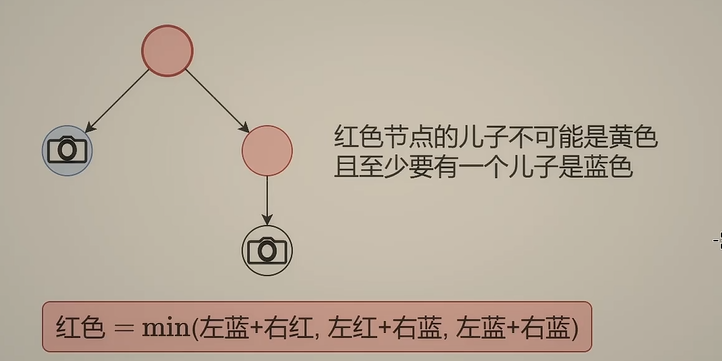 红色节点的儿子不可能是黄色
且至少要有一个儿子是蓝色
红色 = min(左蓝+右红, 左红+右蓝, 左蓝+右蓝)